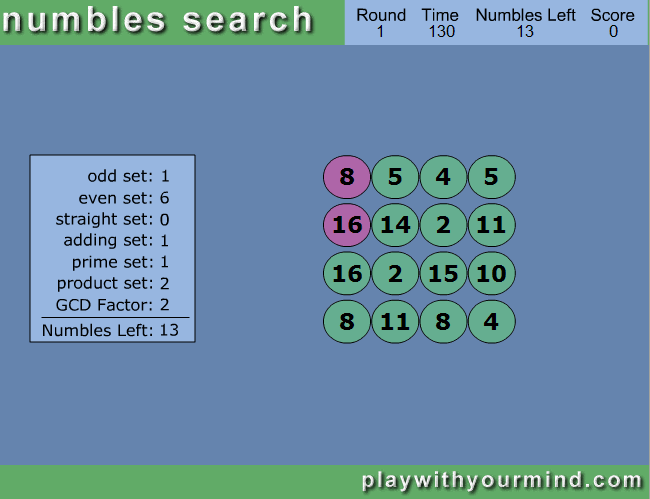 numbles search
Round Time Numbles Left Score
1 130 13 0
odd set: 1
even set: 6
straight set: 0
adding set: 1
prime set: 1
product set: 2
GCD Factor: 2
Numbles Left: 13
8 5 4 5
16 14 2 11
16 2 15 10
8 11 8 4
playwithyourmind.com